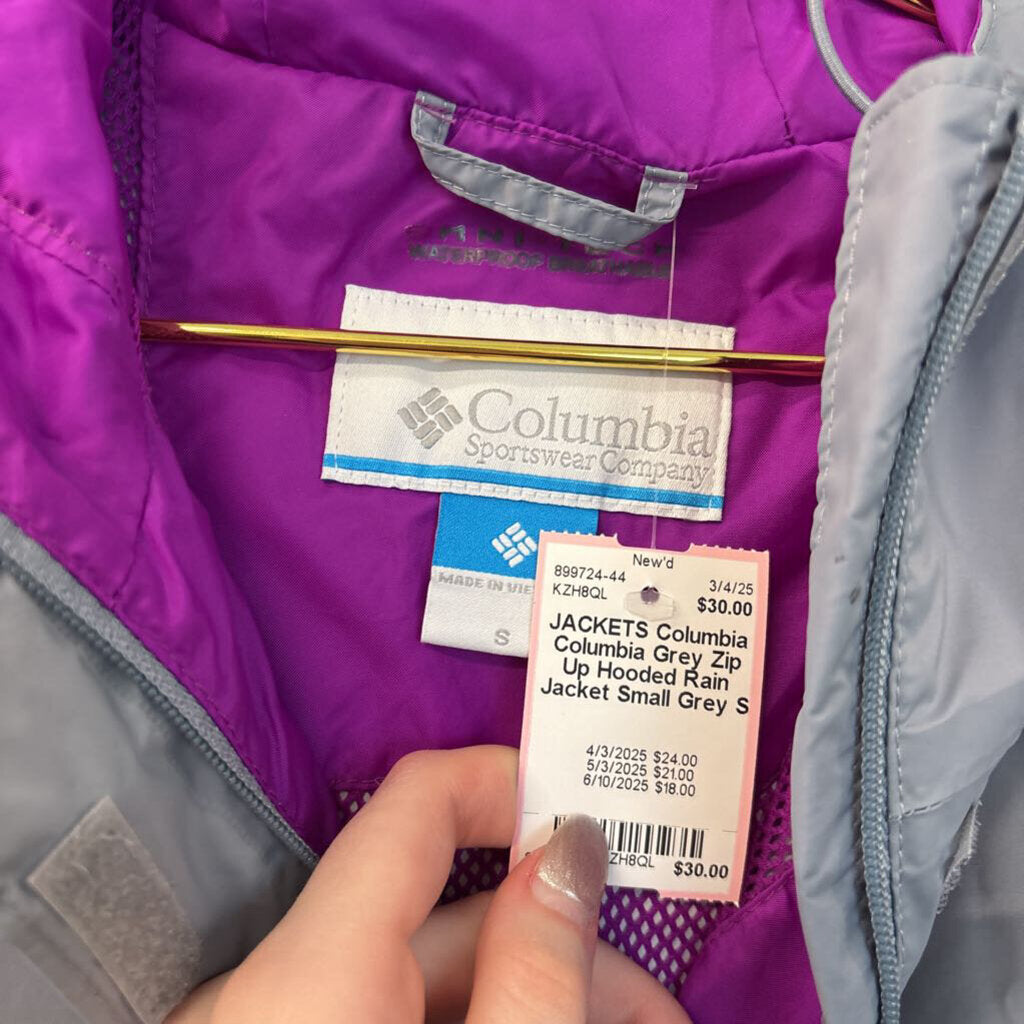 WATERPROOF BREATHABLE
Columbia
Sportswear Company
MADE IN
S
New'd
899724-44
3/4/25
KZH8QL
$30.00
JACKETS Columbia
Columbia Grey Zip
Up Hooded Rain
Jacket Small Grey S
4/3/2025 $24.00
5/3/2025 $21.00
6/10/2025 $18.00
ZH8QL
$30.00